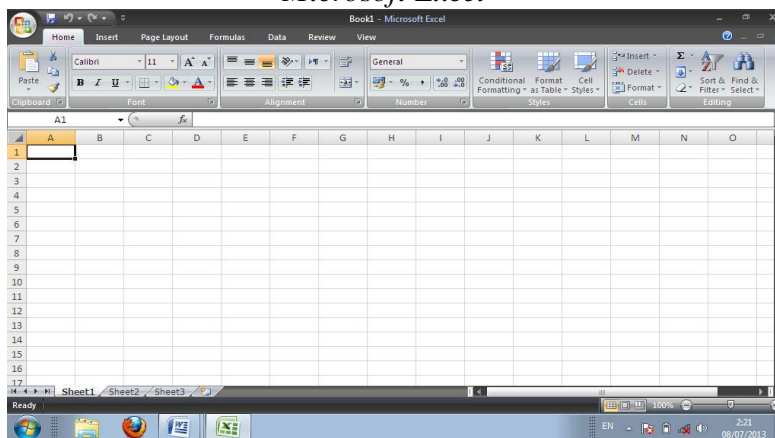 Microsoft Excel
Book1 - Microsoft Excel
Home Insert Page Layout Formulas Data Review View
Calibri 11 A A General Insert Σ
Paste Delete
B I U A % , Conditional Format Cell Format Sort & Find &
Formatting as Table Styles Filter Select
Clipboard Font Alignment Number Styles Cells Editing
A1 fx
A B C D E F G H I J K L M N O
1
2
3
4
5
6
7
8
9
10
11
12
13
14
15
16
17
Sheet1 Sheet2 Sheet3
Ready 100%
EN 2:21
08/07/2013